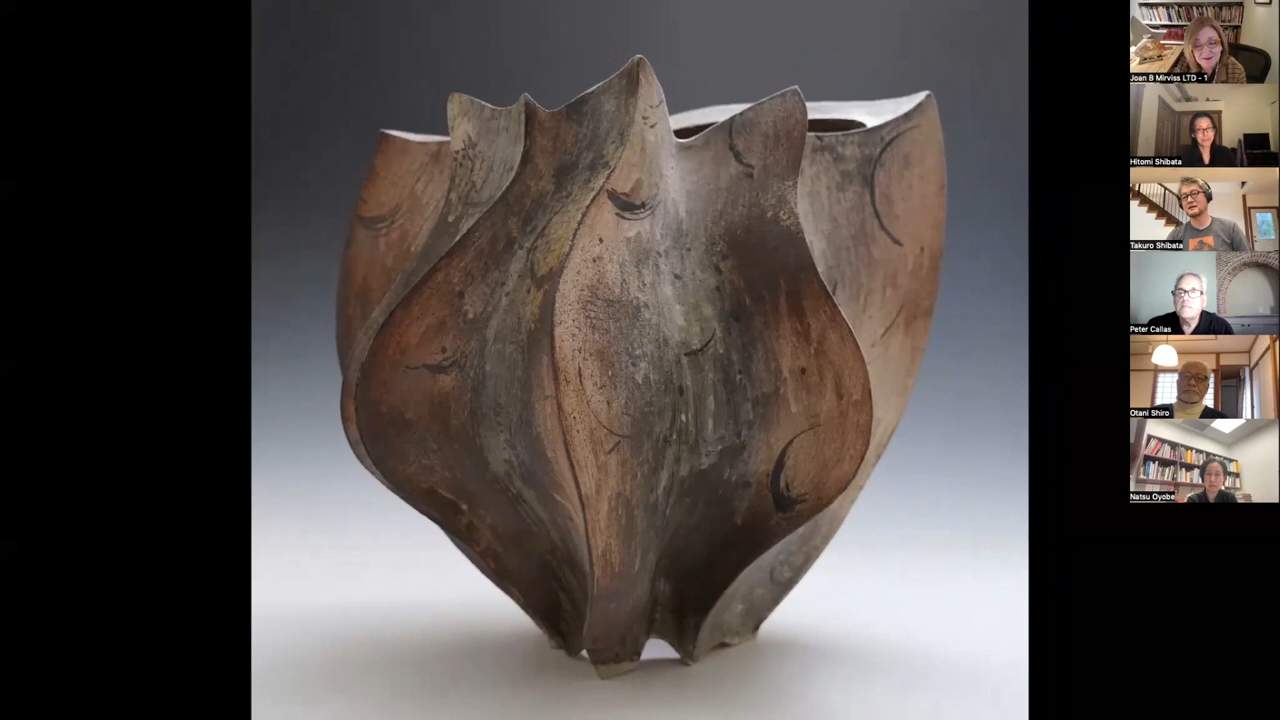 Joan B Mirviss LTD - 1
Hitomi Shibata
Takuro Shibata
Peter Callas
Otani Shiro
Natsu Oyobe